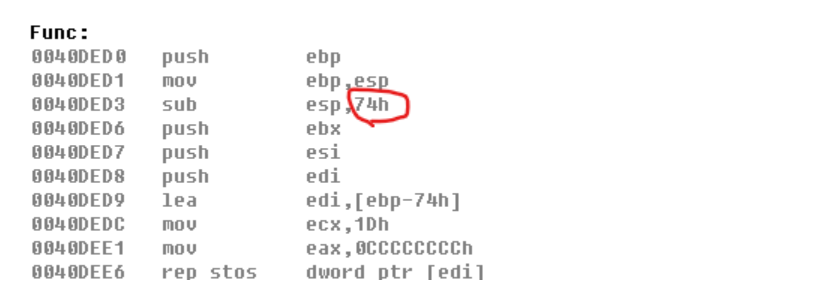 Func:
0040DED0 push ebp
0040DED1 mov ebp,esp
0040DED3 sub esp,74h
0040DED6 push ebx
0040DED7 push esi
0040DED8 push edi
0040DED9 lea edi,[ebp-74h]
0040DEDC mov ecx,1Dh
0040DEE1 mov eax,0CCCCCCCCh
0040DEE6 rep stos dword ptr [edi]